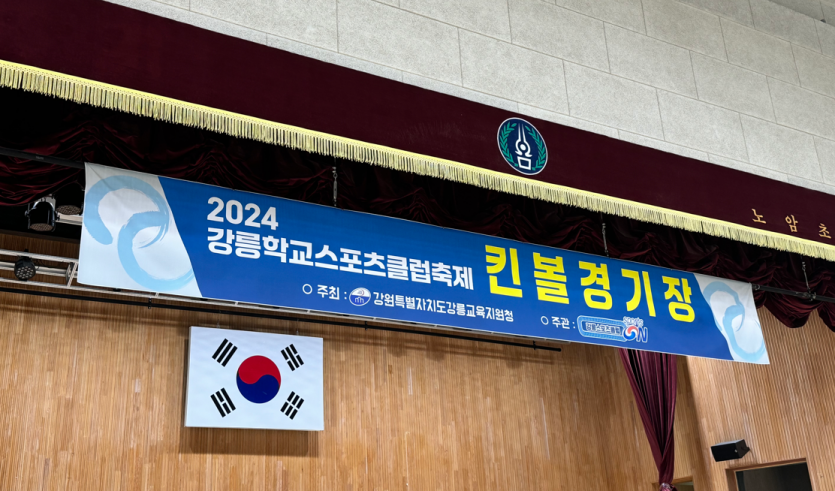 노 암 초
2024
강릉학교스포츠클럽축제 킨볼경기장
○ 주최 : 강원특별자치도강릉교육지원청 ○ 주관 :